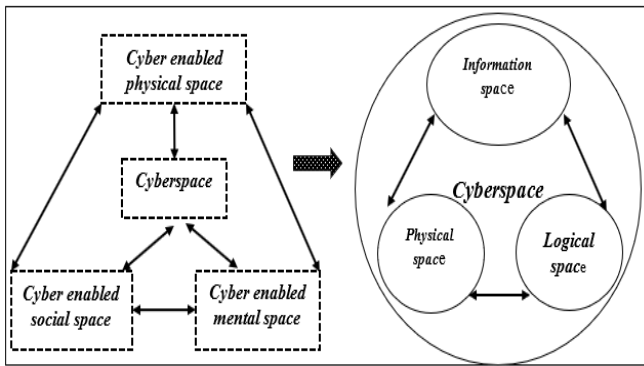 Cyber enabled
physical space
Cyberspace
Cyber enabled
social space
Cyber enabled
mental space
Information
space
Cyberspace
Physical
space
Logical
space